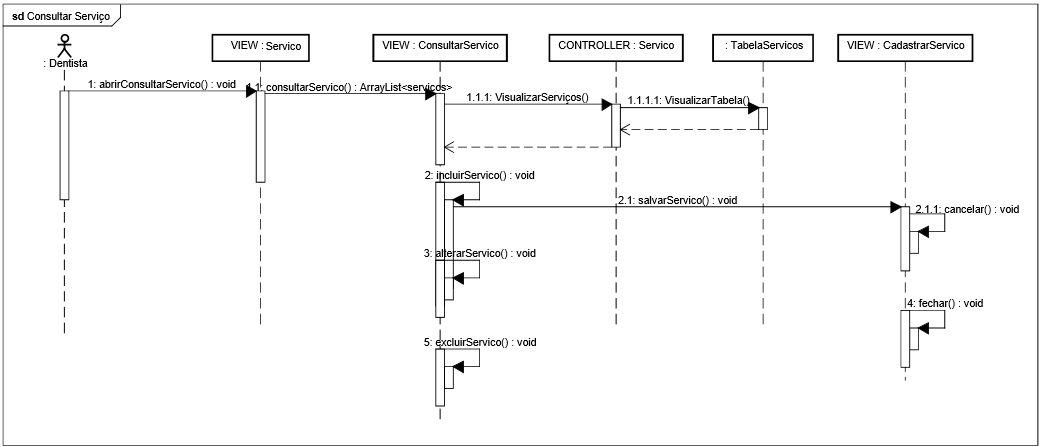 sd Consultar Serviço
: Dentista
VIEW : Servico
VIEW : ConsultarServico
CONTROLLER : Servico
: TabelaServicos
VIEW : CadastrarServico
1: abrirConsultarServico() : void
1.1: consultarServico() : ArrayList<servicos>
1.1.1: VisualizarServiços()
1.1.1.1: VisualizarTabela()
2: incluirServico() : void
2.1: salvarServico() : void
2.1.1: cancelar() : void
3: alterarServico() : void
4: fechar() : void
5: excluirServico() : void